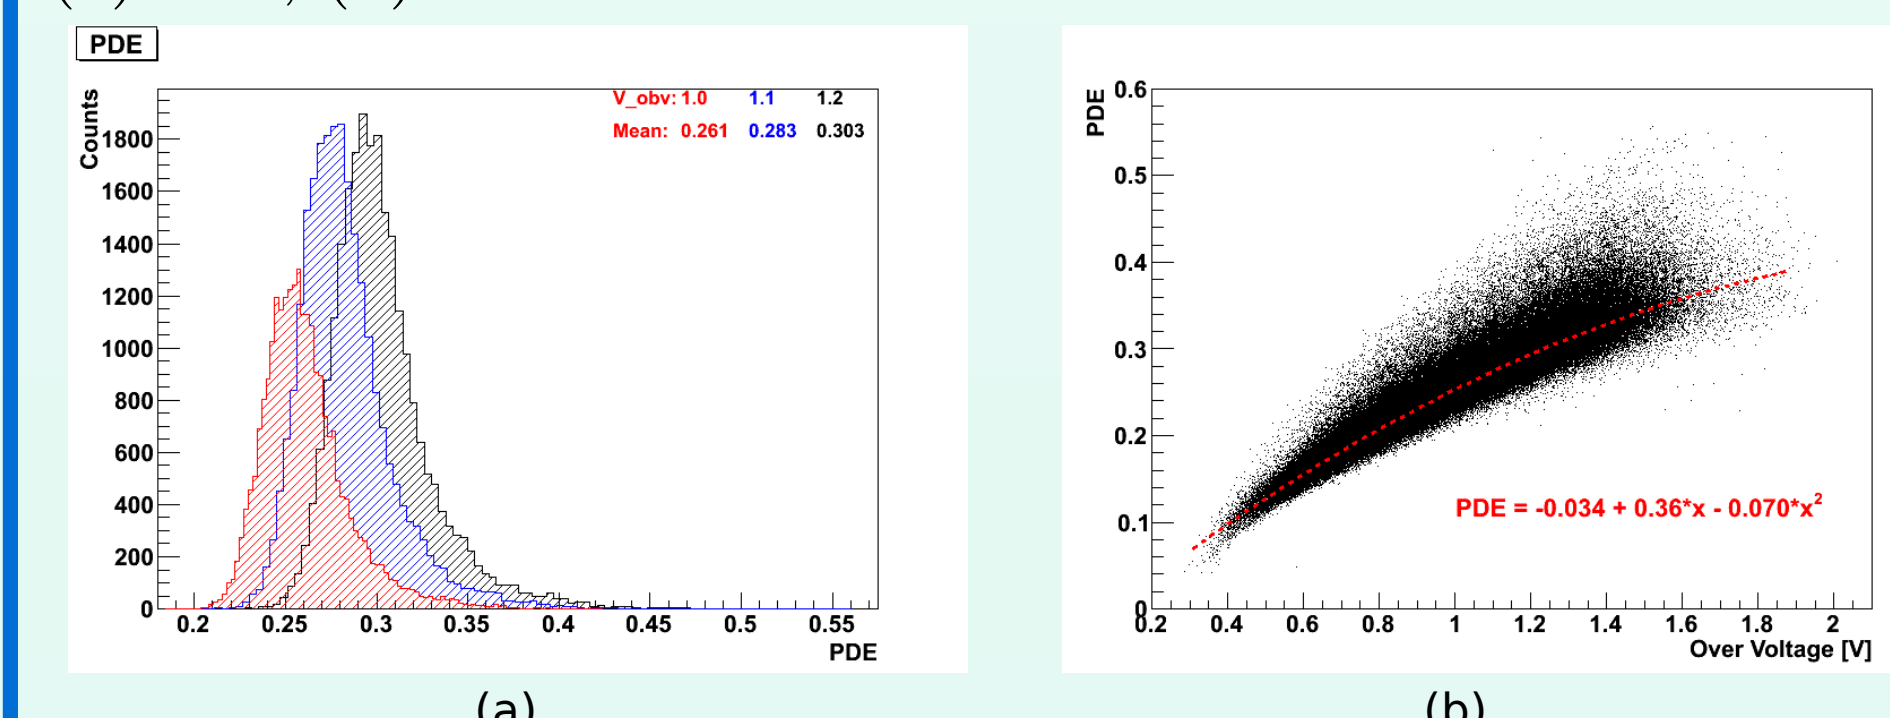 PDE
Counts
V_obv: 1.0 1.1 1.2
Mean: 0.261 0.283 0.303
1800
1600
1400
1200
1000
800
600
400
200
0
0.2 0.25 0.3 0.35 0.4 0.45 0.5 0.55
PDE
(a)
PDE
0.6
0.5
0.4
0.3
0.2
0.1
0
PDE = -0.034 + 0.36*x - 0.070*x²
0.2 0.4 0.6 0.8 1 1.2 1.4 1.6 1.8 2
Over Voltage [V]
(b)